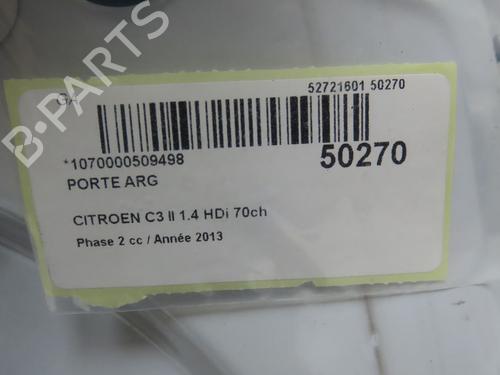 B-PARTS
GA
52721601 50270
*1070000509498
50270
PORTE ARG
CITROEN C3 II 1.4 HDi 70ch
Phase 2 cc / Année 2013